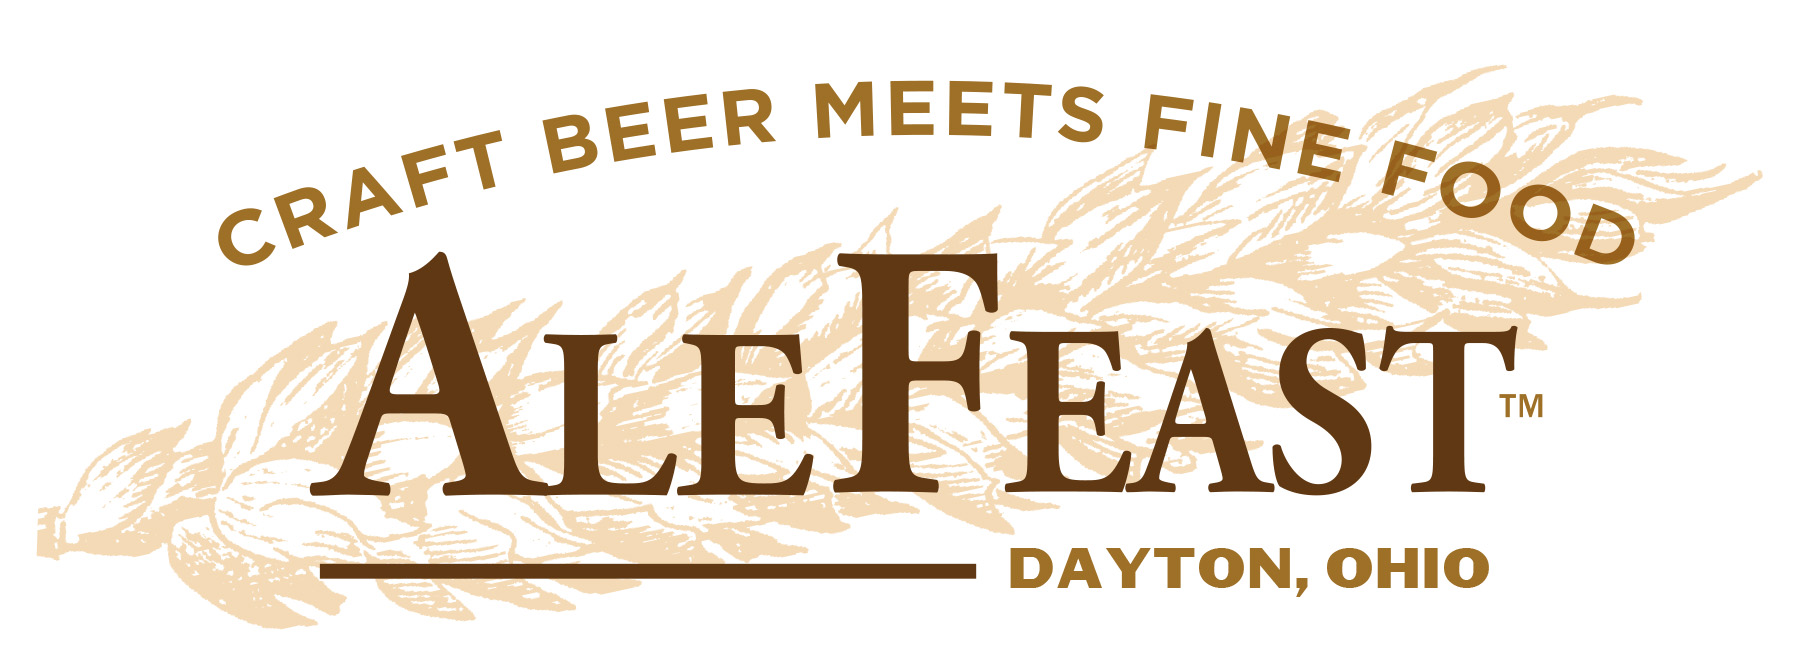 CRAFT BEER MEETS FINE FOOD
ALEFEAST™
DAYTON, OHIO